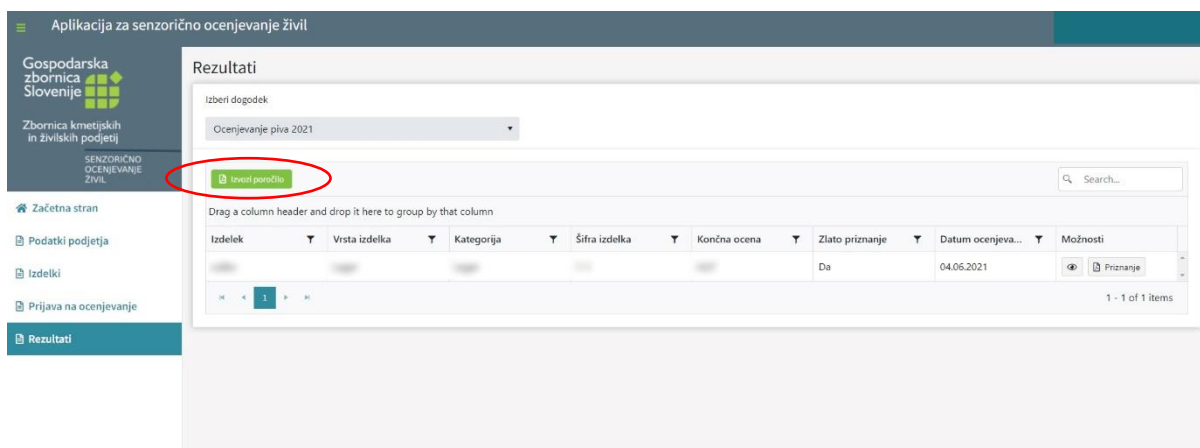 Aplikacija za senzorično ocenjevanje živil
Gospodarska
zbornica
Slovenije
Zbornica kmetijskih
in živilskih podjetij
SENZORIČNO
OCENJEVANJE
ŽIVIL
Začetna stran
Podatki podjetja
Izdelki
Prijava na ocenjevanje
Rezultati
Rezultati
Izberi dogodek
Ocenjevanje piva 2021
Izvozi poročilo
Search...
Drag a column header and drop it here to group by that column
Izdelek Vrsta izdelka Kategorija Šifra izdelka Končna ocena Zlato priznanje Datum ocenjeva... Možnosti
Da 04.06.2021 Priznanje
1 1 - 1 of 1 items